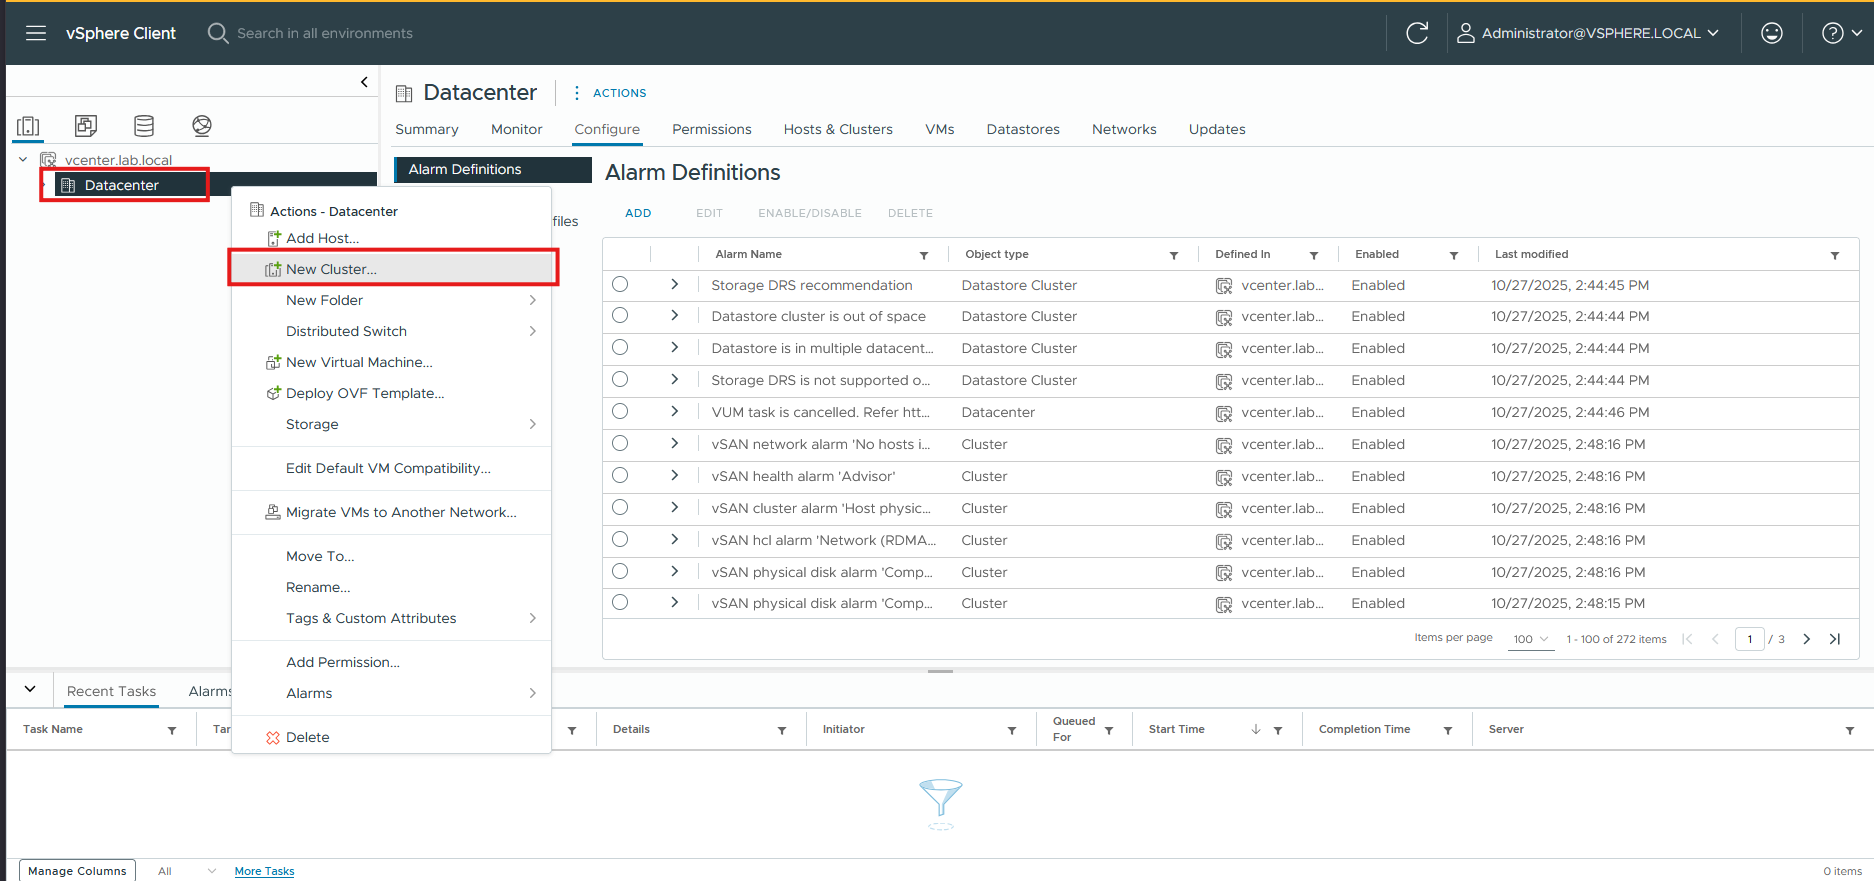 vSphere Client
Search in all environments
Administrator@VSPHERE.LOCAL
Datacenter
ACTIONS
Summary Monitor Configure Permissions Hosts & Clusters VMs Datastores Networks Updates
vcenter.lab.local
Datacenter
Alarm Definitions
files
Actions - Datacenter
Add Host...
New Cluster...
New Folder
Distributed Switch
New Virtual Machine...
Deploy OVF Template...
Storage
Edit Default VM Compatibility...
Migrate VMs to Another Network...
Move To...
Rename...
Tags & Custom Attributes
Add Permission...
Alarms
Delete
Alarm Definitions
ADD EDIT ENABLE/DISABLE DELETE
Alarm Name Object type Defined In Enabled Last modified
Storage DRS recommendation Datastore Cluster vcenter.lab... Enabled 10/27/2025, 2:44:45 PM
Datastore cluster is out of space Datastore Cluster vcenter.lab... Enabled 10/27/2025, 2:44:44 PM
Datastore is in multiple datacent... Datastore Cluster vcenter.lab... Enabled 10/27/2025, 2:44:44 PM
Storage DRS is not supported o... Datastore Cluster vcenter.lab... Enabled 10/27/2025, 2:44:44 PM
VUM task is cancelled. Refer htt... Datacenter vcenter.lab... Enabled 10/27/2025, 2:44:46 PM
vSAN network alarm 'No hosts i... Cluster vcenter.lab... Enabled 10/27/2025, 2:48:16 PM
vSAN health alarm 'Advisor' Cluster vcenter.lab... Enabled 10/27/2025, 2:48:16 PM
vSAN cluster alarm 'Host physic... Cluster vcenter.lab... Enabled 10/27/2025, 2:48:16 PM
vSAN hcl alarm 'Network (RDMA... Cluster vcenter.lab... Enabled 10/27/2025, 2:48:16 PM
vSAN physical disk alarm 'Comp... Cluster vcenter.lab... Enabled 10/27/2025, 2:48:16 PM
vSAN physical disk alarm 'Comp... Cluster vcenter.lab... Enabled 10/27/2025, 2:48:15 PM
Items per page 100 1 - 100 of 272 items 1 / 3
Recent Tasks Alarms
Task Name Tar Details Initiator Queued For Start Time Completion Time Server
Manage Columns All More Tasks 0 items